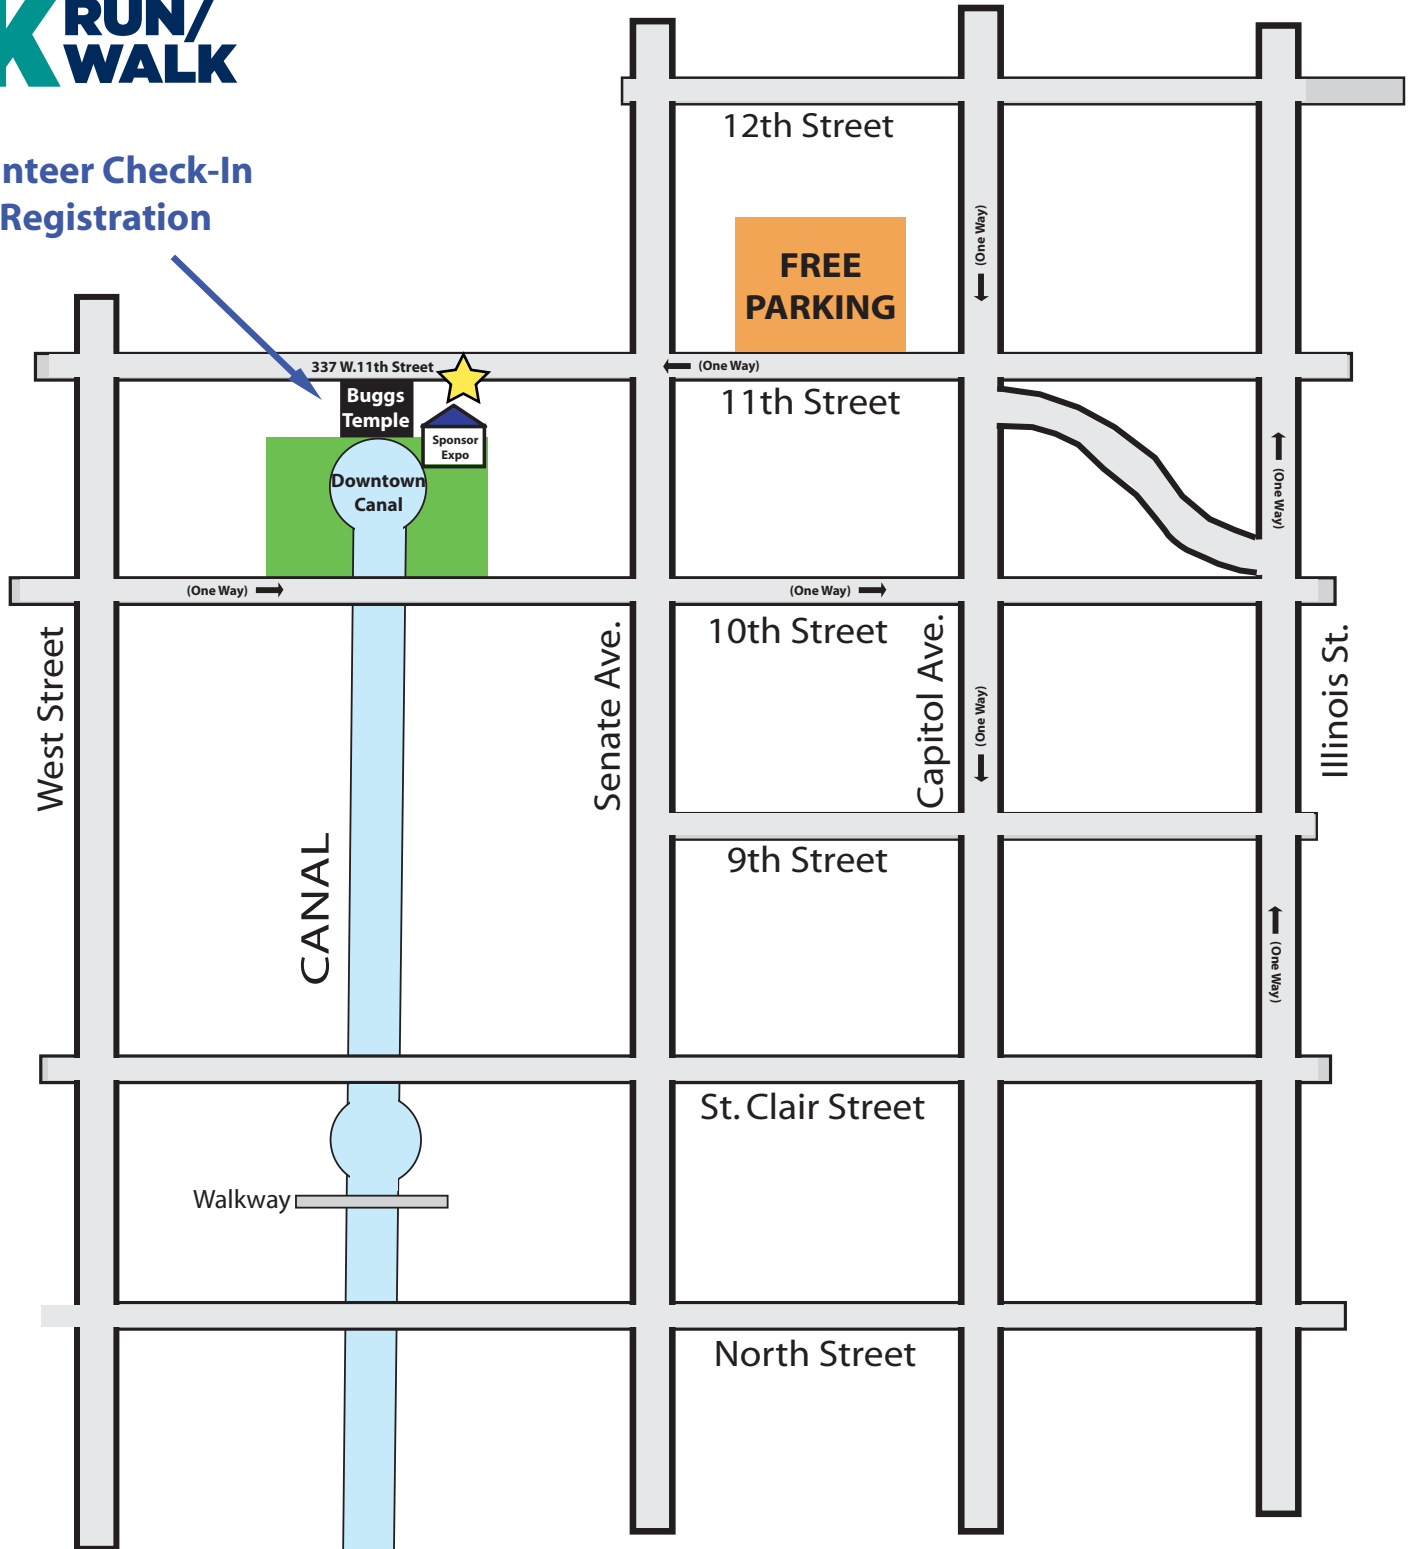 K RUN/
WALK
nteer Check-In
Registration
12th Street
(One Way)
FREE
PARKING
337 W.11th Street
(One Way)
Buggs
Temple
11th Street
Sponsor
Expo
Downtown
Canal
(One Way)
(One Way)
(One Way)
10th Street
West Street
Senate Ave.
Capitol Ave.
(One Way)
Illinois St.
9th Street
CANAL
(One Way)
St. Clair Street
Walkway
North Street